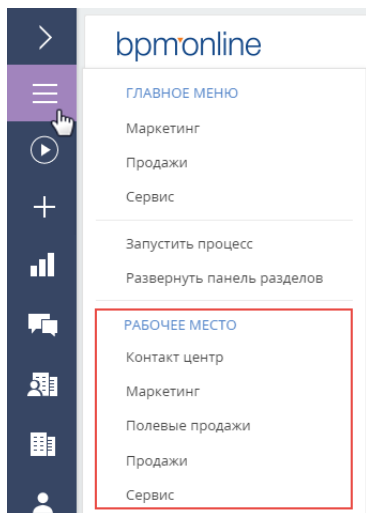 bpm'online
ГЛАВНОЕ МЕНЮ
Маркетинг
Продажи
Сервис
Запустить процесс
Развернуть панель разделов
РАБОЧЕЕ МЕСТО
Контакт центр
Маркетинг
Полевые продажи
Продажи
Сервис